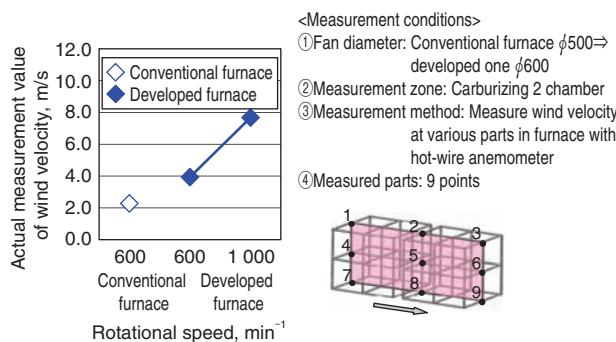 Actual measurement value
of wind velocity, m/s
12.0
10.0
8.0
6.0
4.0
2.0
0.0
Conventional furnace
Developed furnace
600 600 1 000
Conventional Developed
furnace furnace
Rotational speed, min⁻¹
<Measurement conditions>
①Fan diameter: Conventional furnace ϕ500⇒
developed one ϕ600
②Measurement zone: Carburizing 2 chamber
③Measurement method: Measure wind velocity
at various parts in furnace with
hot-wire anemometer
④Measured parts: 9 points
1 2 3
4 5 6
7 8 9